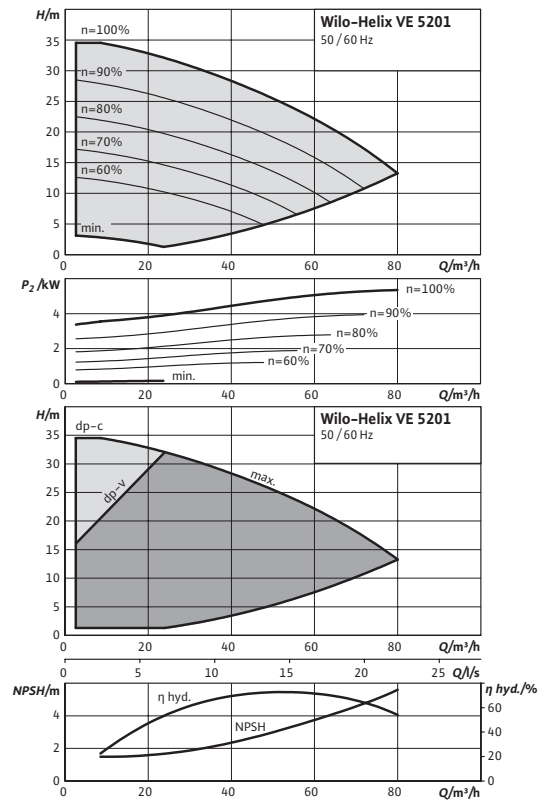 H/m
Wilo-Helix VE 5201
50 / 60 Hz
n=100%
35
n=90%
30
25
n=80%
20
n=70%
15
n=60%
10
5
min.
0
0 20 40 60 80 Q/m³/h
P₂ /kW
n=100%
4
n=90%
n=80%
2
n=70%
n=60%
min.
0
0 20 40 60 80 Q/m³/h
H/m
Wilo-Helix VE 5201
50 / 60 Hz
dp-c
35
30
max.
25
dp-v
20
15
10
5
0
0 20 40 60 80 Q/m³/h
0 5 10 15 20 25 Q/l/s
NPSH/m
η hyd./%
η hyd.
60
4
NPSH
40
2
20
0
0
0 20 40 60 80 Q/m³/h